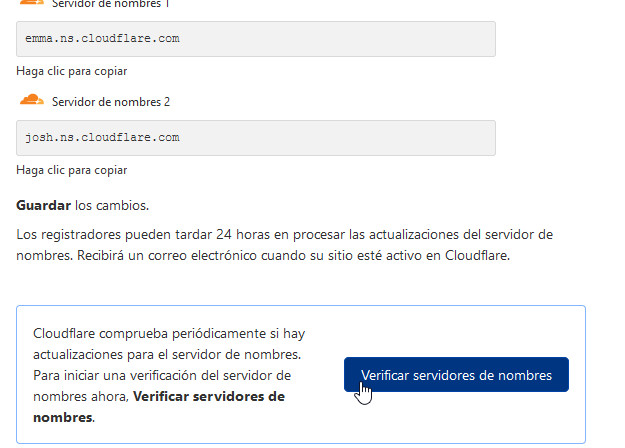 Servidor de nombres 1
emma.ns.cloudflare.com
Haga clic para copiar
Servidor de nombres 2
josh.ns.cloudflare.com
Haga clic para copiar
Guardar los cambios.
Los registradores pueden tardar 24 horas en procesar las actualizaciones del servidor de
nombres. Recibirá un correo electrónico cuando su sitio esté activo en Cloudflare.
Cloudflare comprueba periódicamente si hay
actualizaciones para el servidor de nombres.
Para iniciar una verificación del servidor de
nombres ahora, Verificar servidores de
nombres.
Verificar servidores de nombres